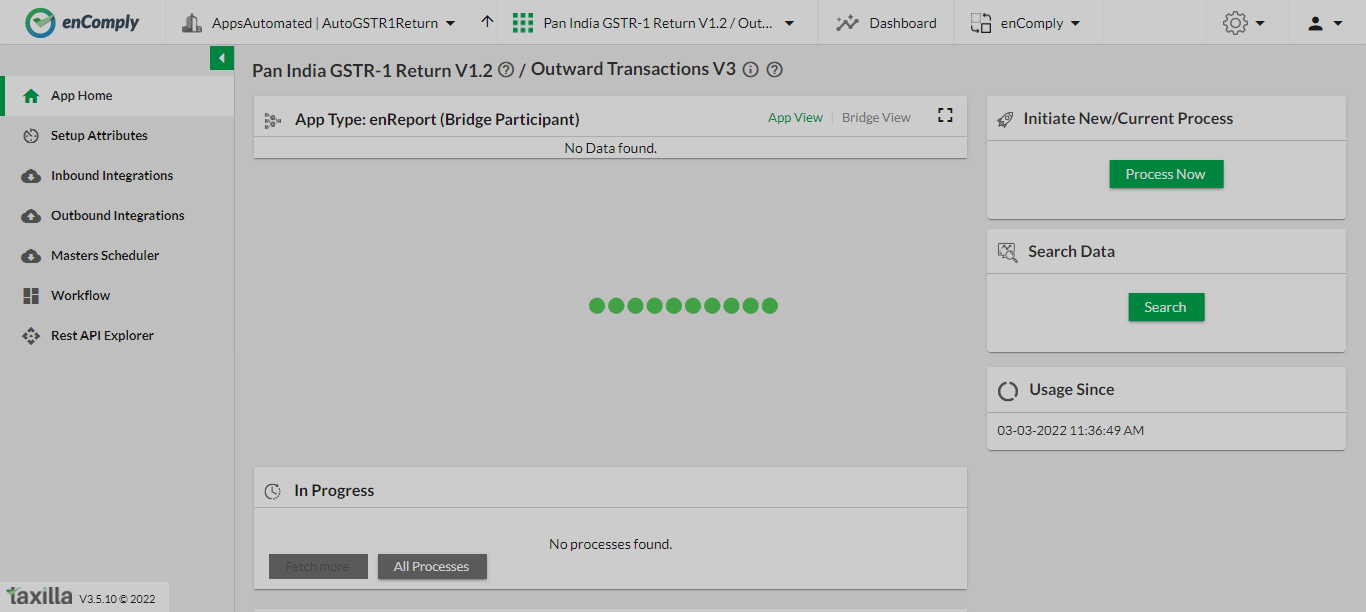 enComply
AppsAutomated | AutoGSTR1Return
Pan India GSTR-1 Return V1.2 / Out...
Dashboard
enComply
App Home
Setup Attributes
Inbound Integrations
Outbound Integrations
Masters Scheduler
Workflow
Rest API Explorer
Pan India GSTR-1 Return V1.2 / Outward Transactions V3
App Type: enReport (Bridge Participant)
App View | Bridge View
No Data found.
Initiate New/Current Process
Process Now
Search Data
Search
Usage Since
03-03-2022 11:36:49 AM
In Progress
No processes found.
Fetch more
All Processes
taxilla V3.5.10 © 2022